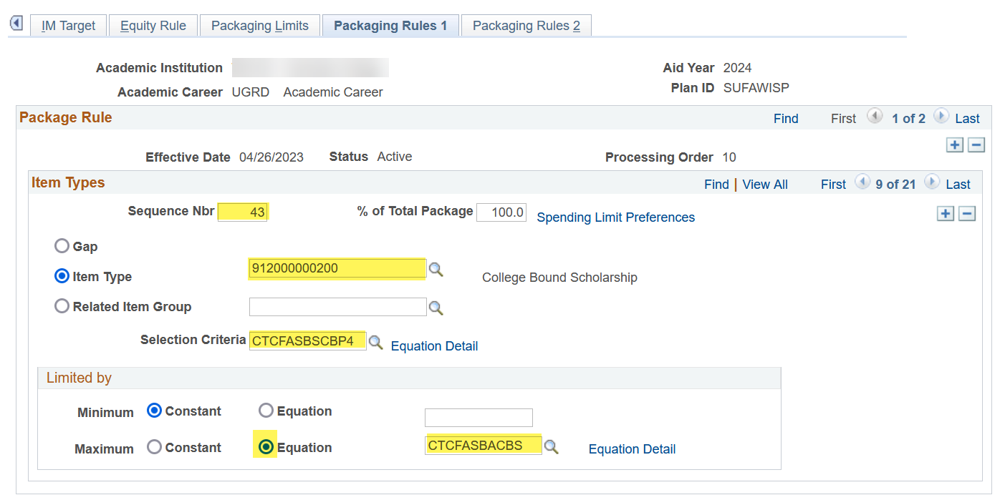 IM Target Equity Rule Packaging Limits Packaging Rules 1 Packaging Rules 2
Academic Institution Aid Year 2024
Academic Career UGRD Academic Career Plan ID SUFAWISP
Package Rule Find First 1 of 2 Last
Effective Date 04/26/2023 Status Active Processing Order 10
Item Types Find | View All First 9 of 21 Last
Sequence Nbr 43 % of Total Package 100.0 Spending Limit Preferences
Gap
Item Type 912000000200 College Bound Scholarship
Related Item Group
Selection Criteria CTCFASBSCBP4 Equation Detail
Limited by
Minimum Constant Equation
Maximum Constant Equation CTCFASBACBS Equation Detail